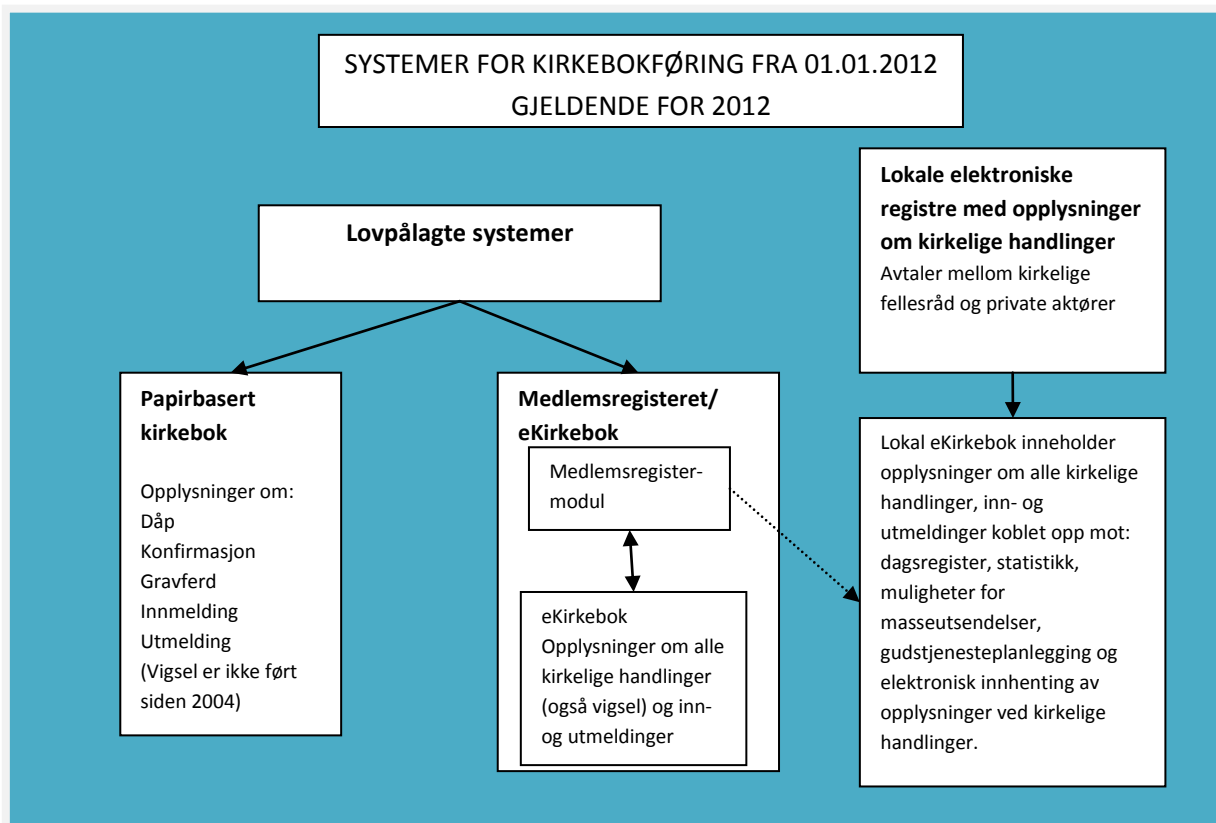 SYSTEMER FOR KIRKEBOKFØRING FRA 01.01.2012
GJELDENDE FOR 2012
Lovpålagte systemer
Lokale elektroniske
registre med opplysninger
om kirkelige handlinger
Avtaler mellom kirkelige
fellesråd og private aktører
Papirbasert
kirkebok
Opplysninger om:
Dåp
Konfirmasjon
Gravferd
Innmelding
Utmelding
(Vigsel er ikke ført
siden 2004)
Medlemsregisteret/
eKirkebok
Medlemsregister-
modul
eKirkebok
Opplysninger om alle
kirkelige handlinger
(også vigsel) og inn-
og utmeldinger
Lokal eKirkebok inneholder
opplysninger om alle kirkelige
handlinger, inn- og
utmeldinger koblet opp mot:
dagsregister, statistikk,
muligheter for
masseutsendelser,
gudstjenesteplanlegging og
elektronisk innhenting av
opplysninger ved kirkelige
handlinger.